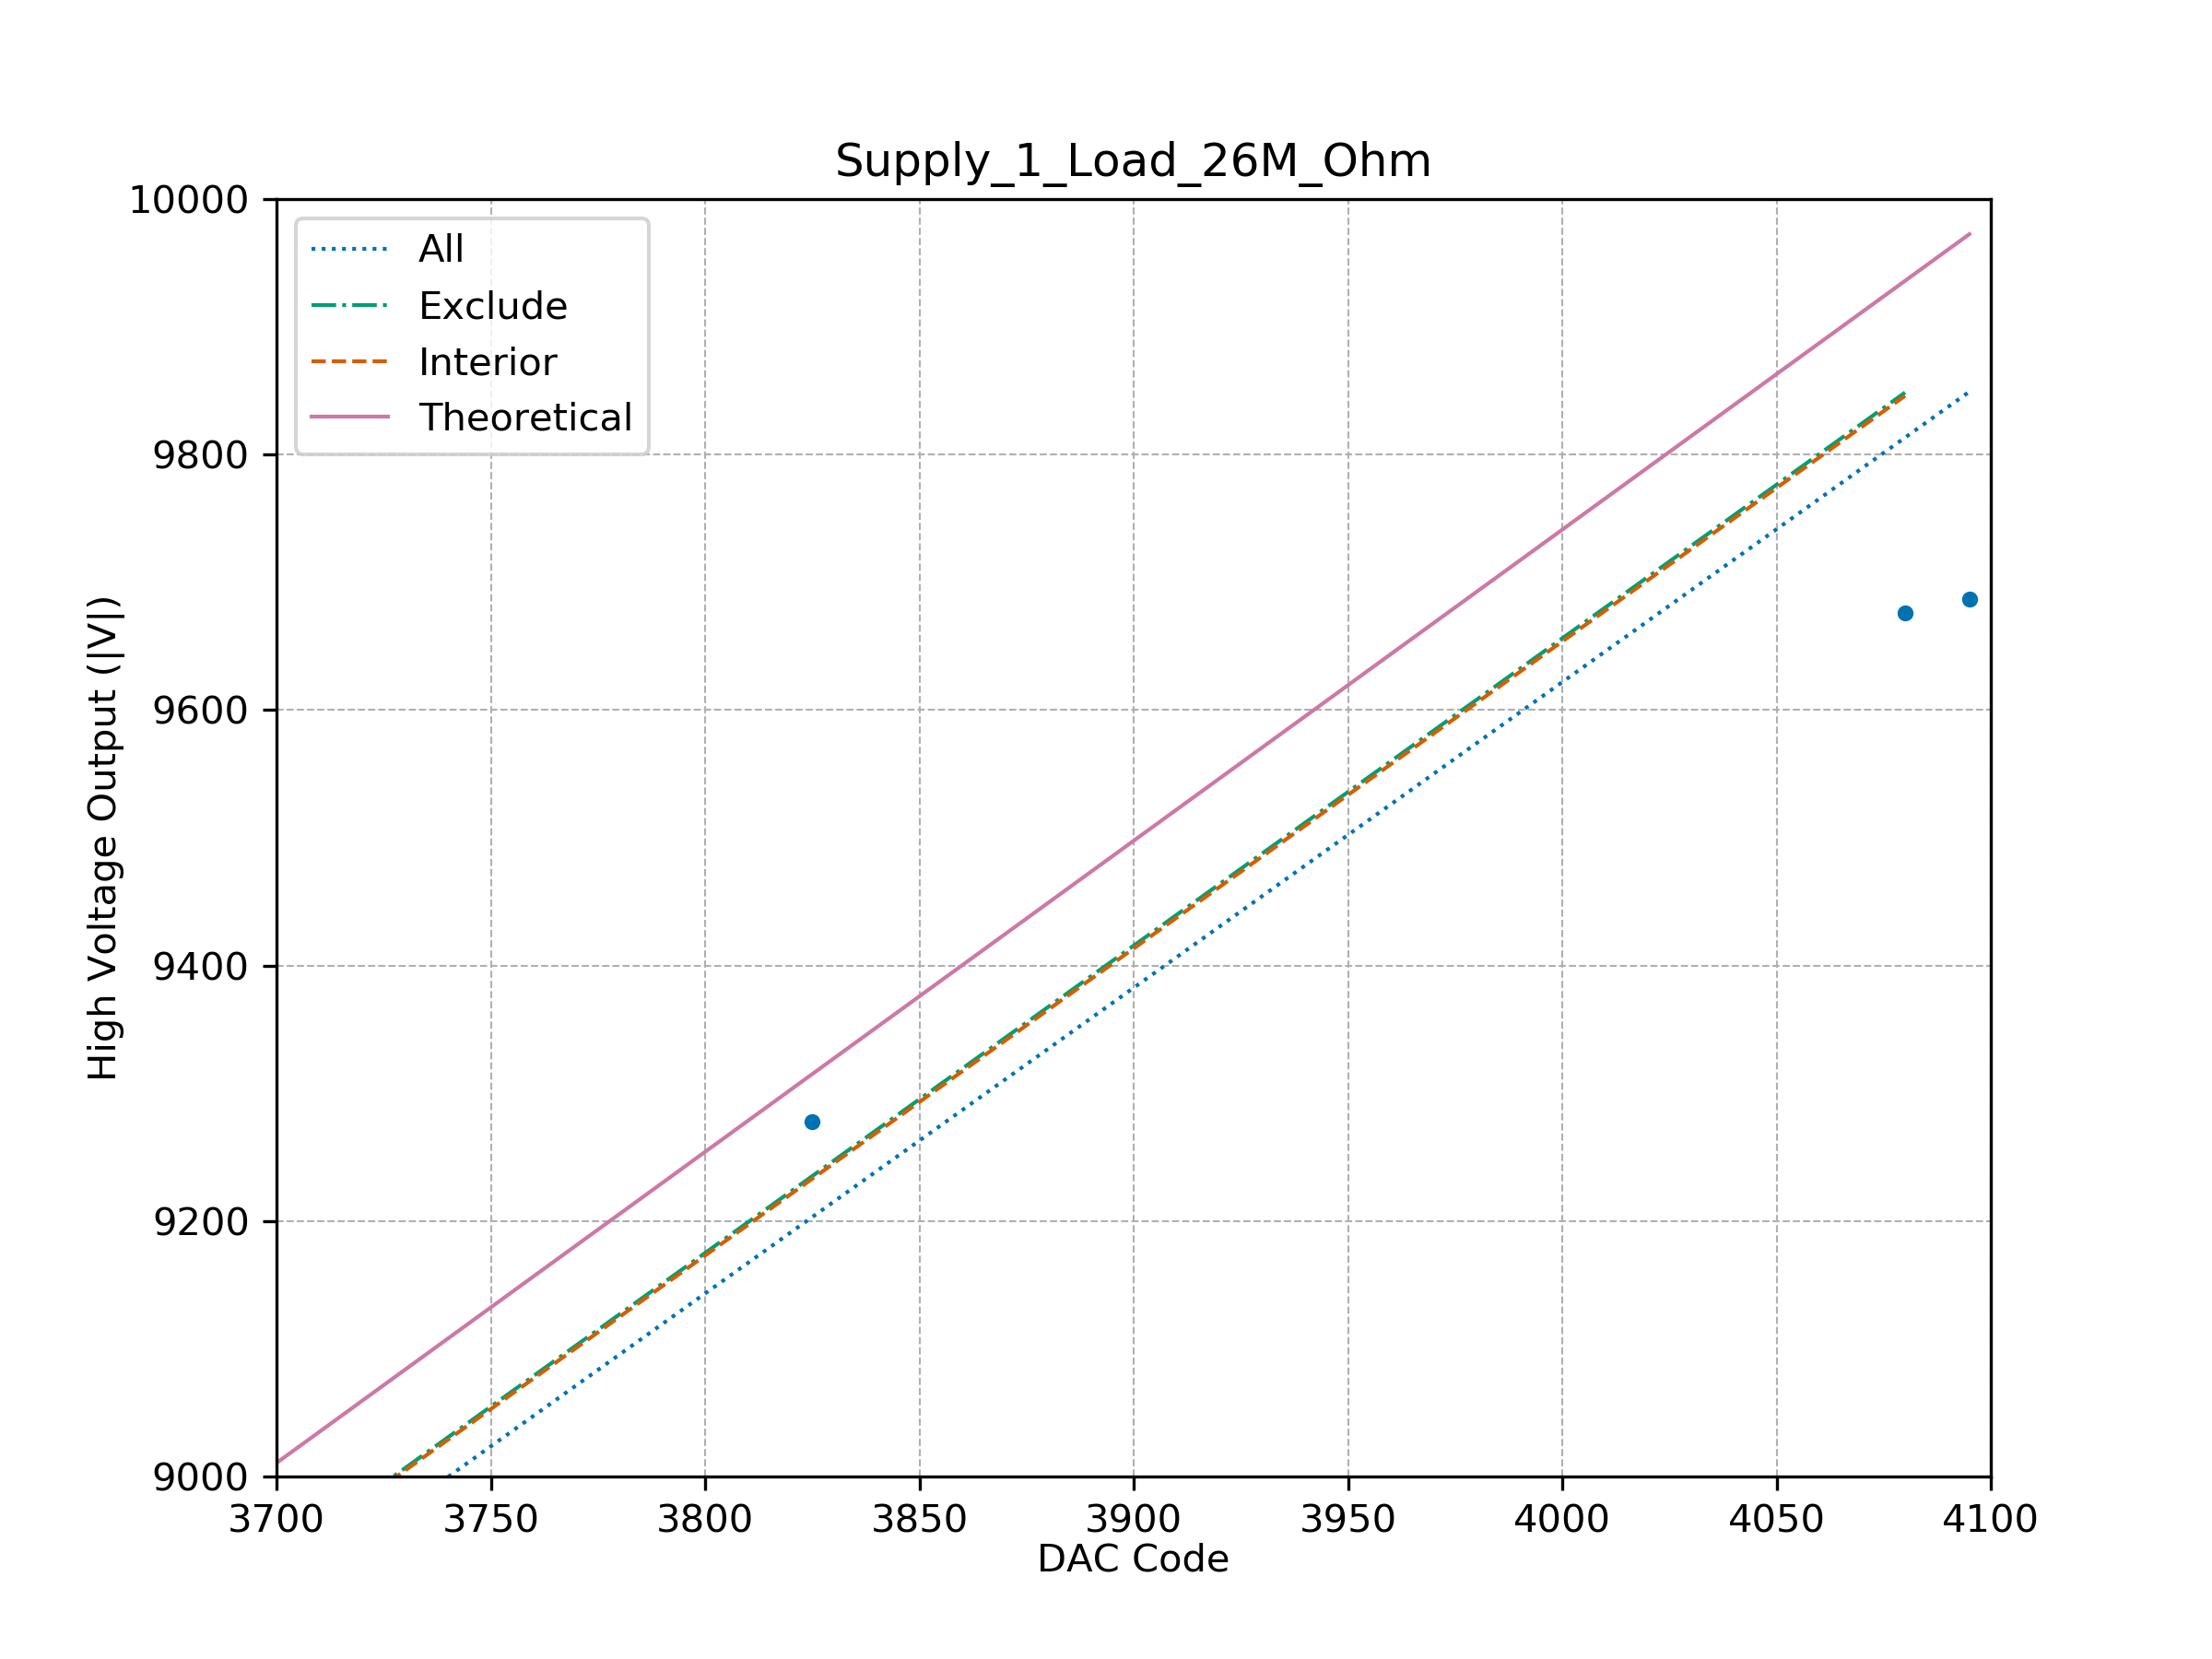 Supply_1_Load_26M_Ohm
10000
9800
9600
9400
9200
9000
High Voltage Output (|V|)
All
Exclude
Interior
Theoretical
3700 3750 3800 3850 3900 3950 4000 4050 4100
DAC Code